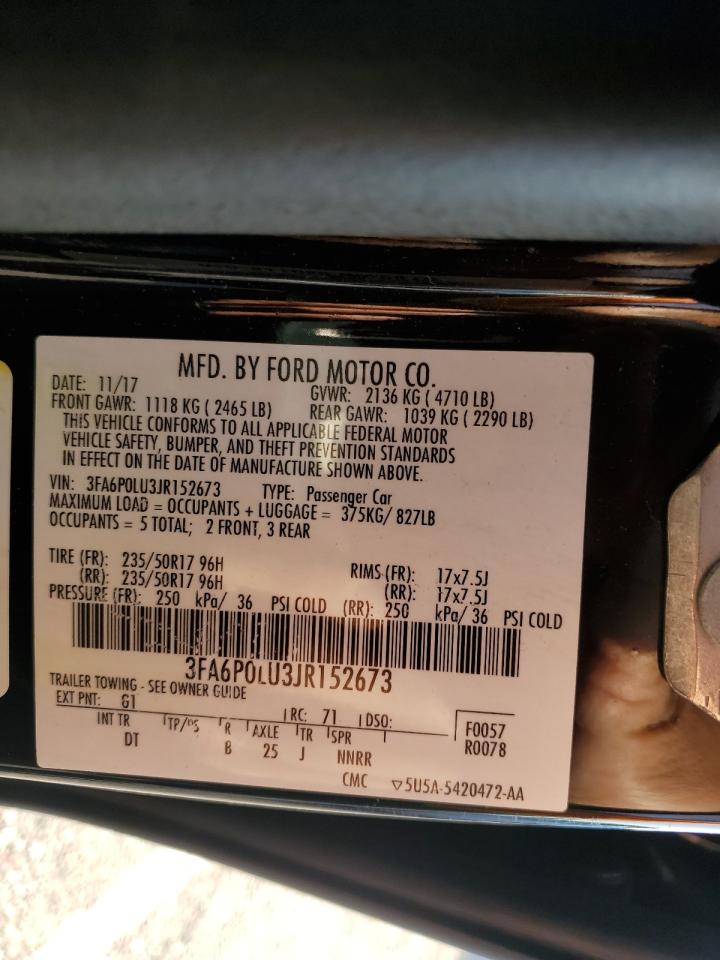 MFD. BY FORD MOTOR CO.
DATE: 11/17 GVWR: 2136 KG ( 4710 LB)
FRONT GAWR: 1118 KG ( 2465 LB) REAR GAWR: 1039 KG ( 2290 LB)
THIS VEHICLE CONFORMS TO ALL APPLICABLE FEDERAL MOTOR
VEHICLE SAFETY, BUMPER, AND THEFT PREVENTION STANDARDS
IN EFFECT ON THE DATE OF MANUFACTURE SHOWN ABOVE.
VIN: 3FA6P0LU3JR152673 TYPE: Passenger Car
MAXIMUM LOAD = OCCUPANTS + LUGGAGE = 375KG/ 827LB
OCCUPANTS = 5 TOTAL; 2 FRONT, 3 REAR
TIRE (FR): 235/50R17 96H RIMS (FR): 17x7.5J
(RR): 235/50R17 96H (RR): 17x7.5J
PRESSURE (FR): 250 kPa/ 36 PSI COLD (RR): 250 kPa/ 36 PSI COLD
3FA6P0LU3JR152673
TRAILER TOWING - SEE OWNER GUIDE
EXT PNT: G1 RC: 71 DSO: F0057
INT TR TP/PS R AXLE TR SPR R0078
DT B 25 J NNRR
CMC ▽5U5A-5420472-AA